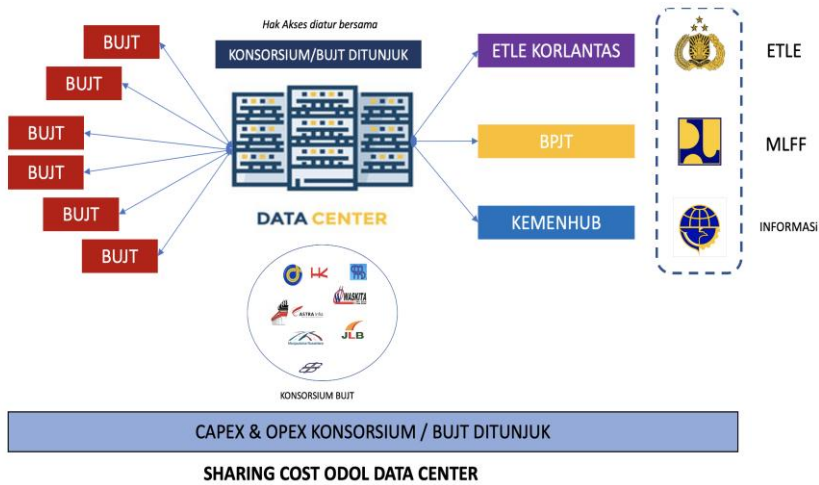 Hak Akses diatur bersama
KONSORSIUM/BUJT DITUNJUK
BUJT
BUJT
BUJT
BUJT
BUJT
BUJT
DATA CENTER
ETLE KORLANTAS
BPJT
KEMENHUB
ETLE
MLFF
INFORMASi
HK
WASKITA
ASTRA Infra
JLB
KONSORSIUM BUJT
CAPEX & OPEX KONSORSIUM / BUJT DITUNJUK
SHARING COST ODOL DATA CENTER